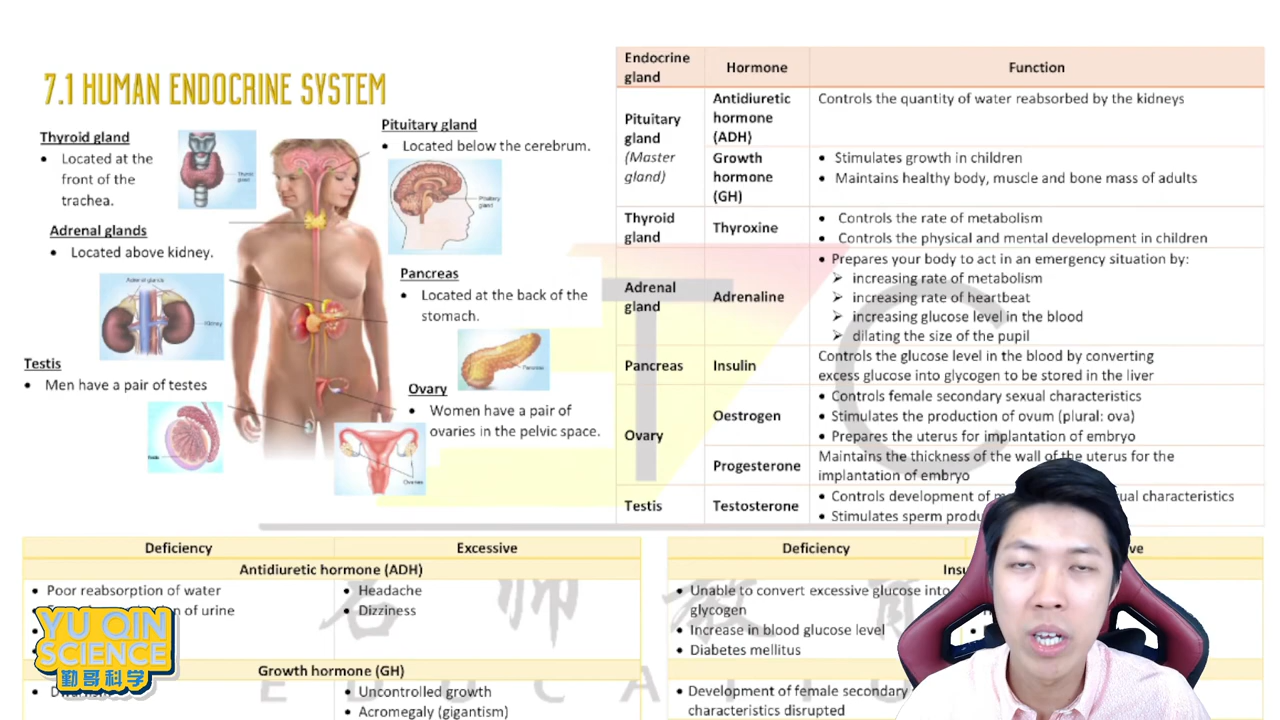 7.1 HUMAN ENDOCRINE SYSTEM
Thyroid gland
• Located at the
front of the
trachea.
Thyroid
Pituitary gland
• Located below the cerebrum.
Pituitary
gland
Adrenal glands
• Located above kidney.
Adrenal glands
Kidney
Pancreas
• Located at the back of the
stomach.
Pancreas
Testis
• Men have a pair of testes
Testis
Ovary
• Women have a pair of
ovaries in the pelvic space.
Ovaries
Endocrine
gland
Hormone
Function
Pituitary
gland
(Master
gland)
Antidiuretic
hormone
(ADH)
Controls the quantity of water reabsorbed by the kidneys
Growth
hormone
(GH)
• Stimulates growth in children
• Maintains healthy body, muscle and bone mass of adults
Thyroid
gland
Thyroxine
• Controls the rate of metabolism
• Controls the physical and mental development in children
Adrenal
gland
Adrenaline
• Prepares your body to act in an emergency situation by:
➢ increasing rate of metabolism
➢ increasing rate of heartbeat
➢ increasing glucose level in the blood
➢ dilating the size of the pupil
Pancreas
Insulin
Controls the glucose level in the blood by converting
excess glucose into glycogen to be stored in the liver
Ovary
Oestrogen
• Controls female secondary sexual characteristics
• Stimulates the production of ovum (plural: ova)
• Prepares the uterus for implantation of embryo
Progesterone
Maintains the thickness of the wall of the uterus for the
implantation of embryo
Testis
Testosterone
• Controls development of characteristics
• Stimulates sperm
T C
Deficiency
Excessive
Antidiuretic hormone (ADH)
• Poor reabsorption of water
of urine
• Headache
• Dizziness
Growth hormone (GH)
• Uncontrolled growth
• Acromegaly (gigantism)
Deficiency
• Unable to convert excessive glucose into
glycogen
• Increase in blood glucose level
• Diabetes mellitus
• Development of female secondary
characteristics disrupted
名师教育
E D U C A T I
YU QIN
SCIENCE
勤哥科学